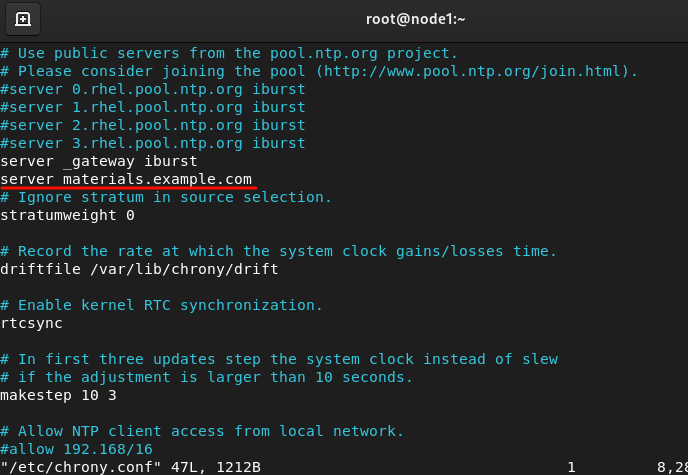 root@node1:~
# Use public servers from the pool.ntp.org project.
# Please consider joining the pool (http://www.pool.ntp.org/join.html).
#server 0.rhel.pool.ntp.org iburst
#server 1.rhel.pool.ntp.org iburst
#server 2.rhel.pool.ntp.org iburst
#server 3.rhel.pool.ntp.org iburst
server _gateway iburst
server materials.example.com
# Ignore stratum in source selection.
stratumweight 0
# Record the rate at which the system clock gains/losses time.
driftfile /var/lib/chrony/drift
# Enable kernel RTC synchronization.
rtcsync
# In first three updates step the system clock instead of slew
# if the adjustment is larger than 10 seconds.
makestep 10 3
# Allow NTP client access from local network.
#allow 192.168/16
"/etc/chrony.conf" 47L, 1212B 1 8,28